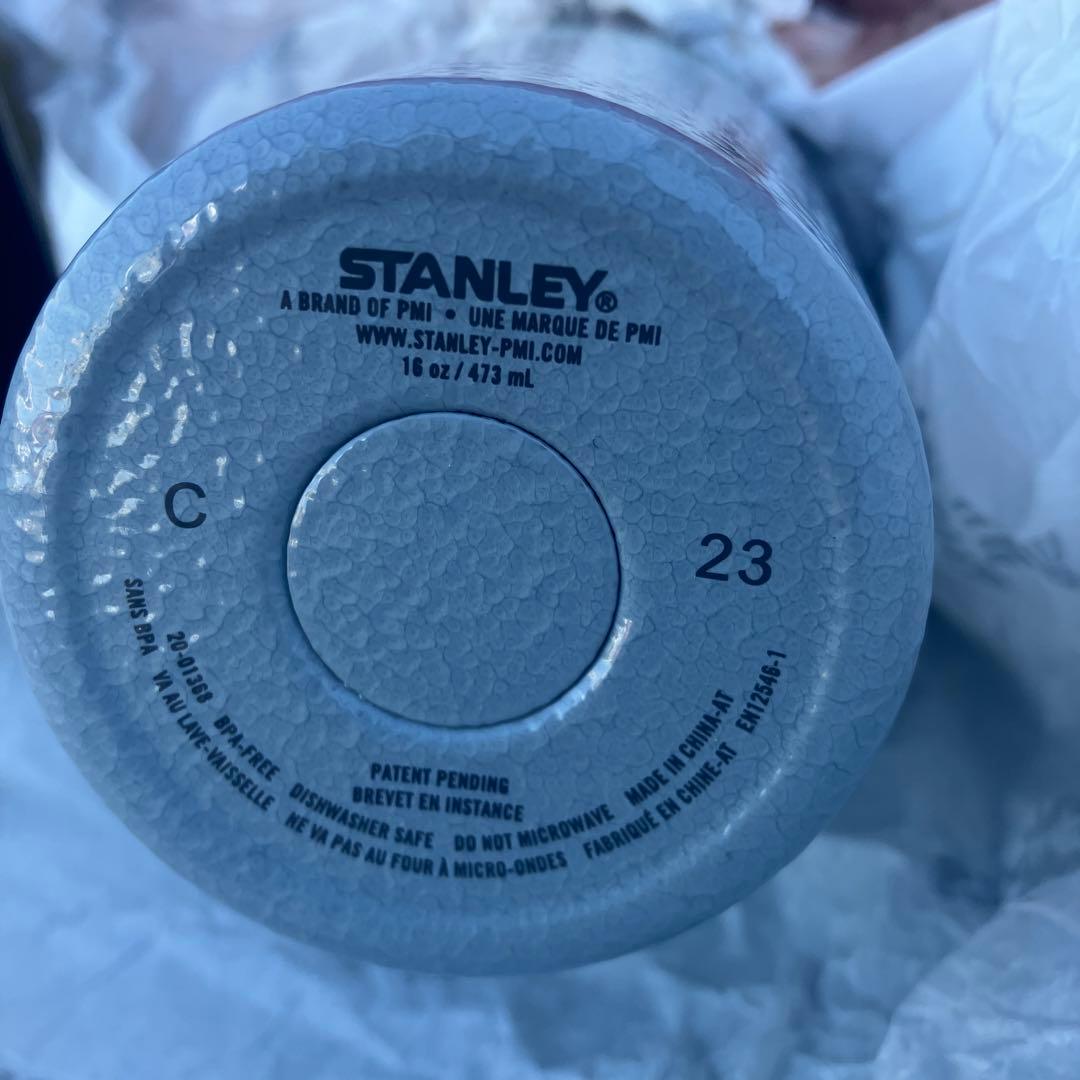 STANLEY®
A BRAND OF PMI • UNE MARQUE DE PMI
WWW.STANLEY-PMI.COM
16 oz / 473 mL
C
23
PATENT PENDING
BREVET EN INSTANCE
20-01368 BPA-FREE DISHWASHER SAFE DO NOT MICROWAVE MADE IN CHINA-AT
SANS BPA VA AU LAVE-VAISSELLE NE VA PAS AU FOUR À MICRO-ONDES FABRIQUÉ EN CHINE-AT EN12546-1